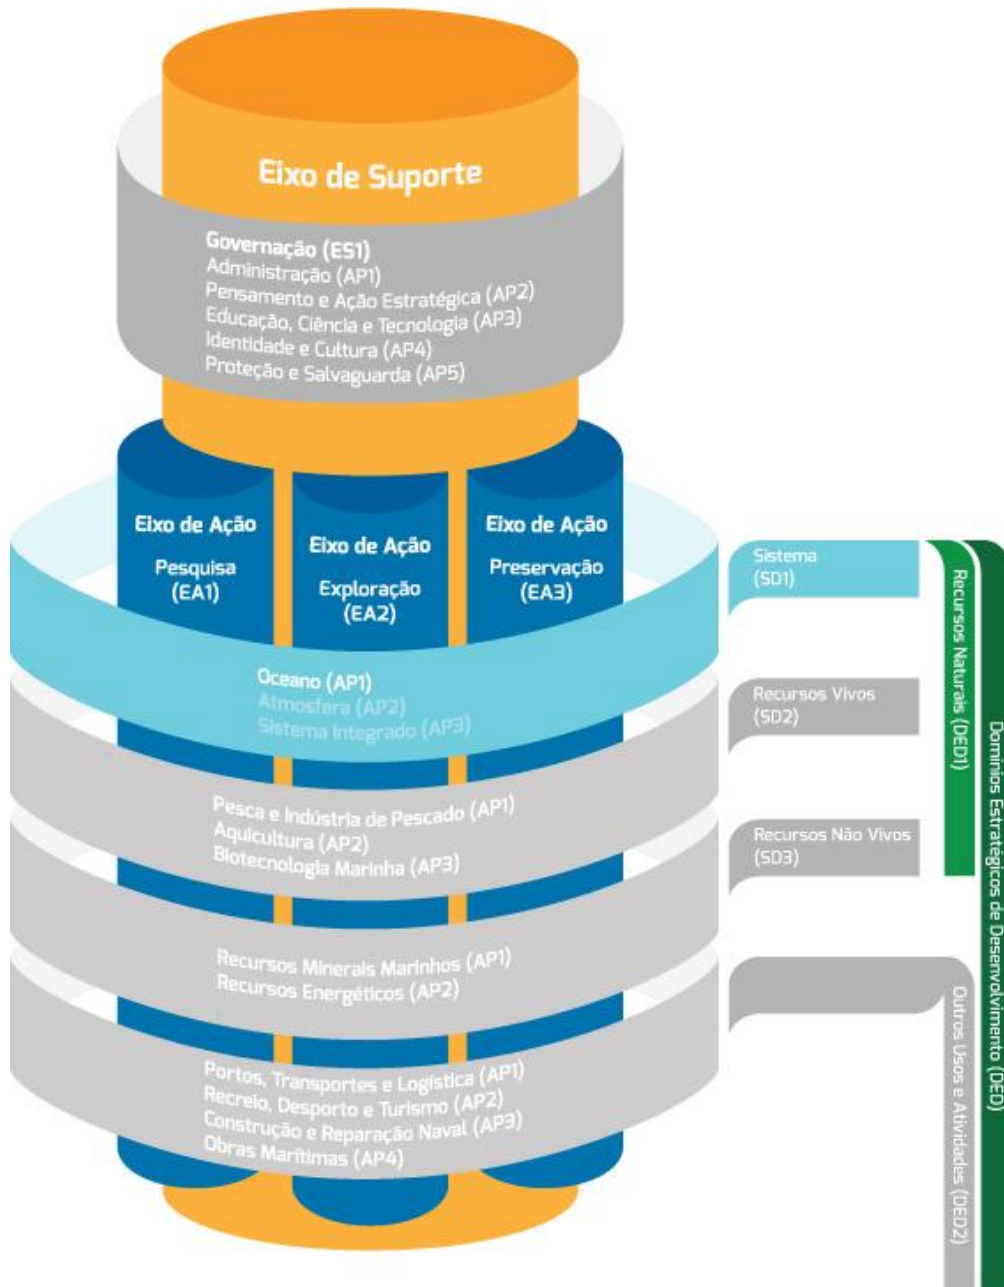 Eixo de Suporte
Governação (ES1)
Administração (AP1)
Pensamento e Ação Estratégica (AP2)
Educação, Ciência e Tecnologia (AP3)
Identidade e Cultura (AP4)
Proteção e Salvaguarda (AP5)
Eixo de Ação
Pesquisa
(EA1)
Eixo de Ação
Exploração
(EA2)
Eixo de Ação
Preservação
(EA3)
Oceano (AP1)
Atmosfera (AP2)
Sistema Integrado (AP3)
Sistema
(SD1)
Pesca e Indústria de Pescado (AP1)
Aquicultura (AP2)
Biotecnologia Marinha (AP3)
Recursos Vivos
(SD2)
Recursos Minerais Marinhos (AP1)
Recursos Energéticos (AP2)
Recursos Não Vivos
(SD3)
Portos, Transportes e Logística (AP1)
Recreio, Desporto e Turismo (AP2)
Construção e Reparação Naval (AP3)
Obras Marítimas (AP4)
Recursos Naturais (DED1)
Outros Usos e Atividades (DED2)
Domínios Estratégicos de Desenvolvimento (DED)